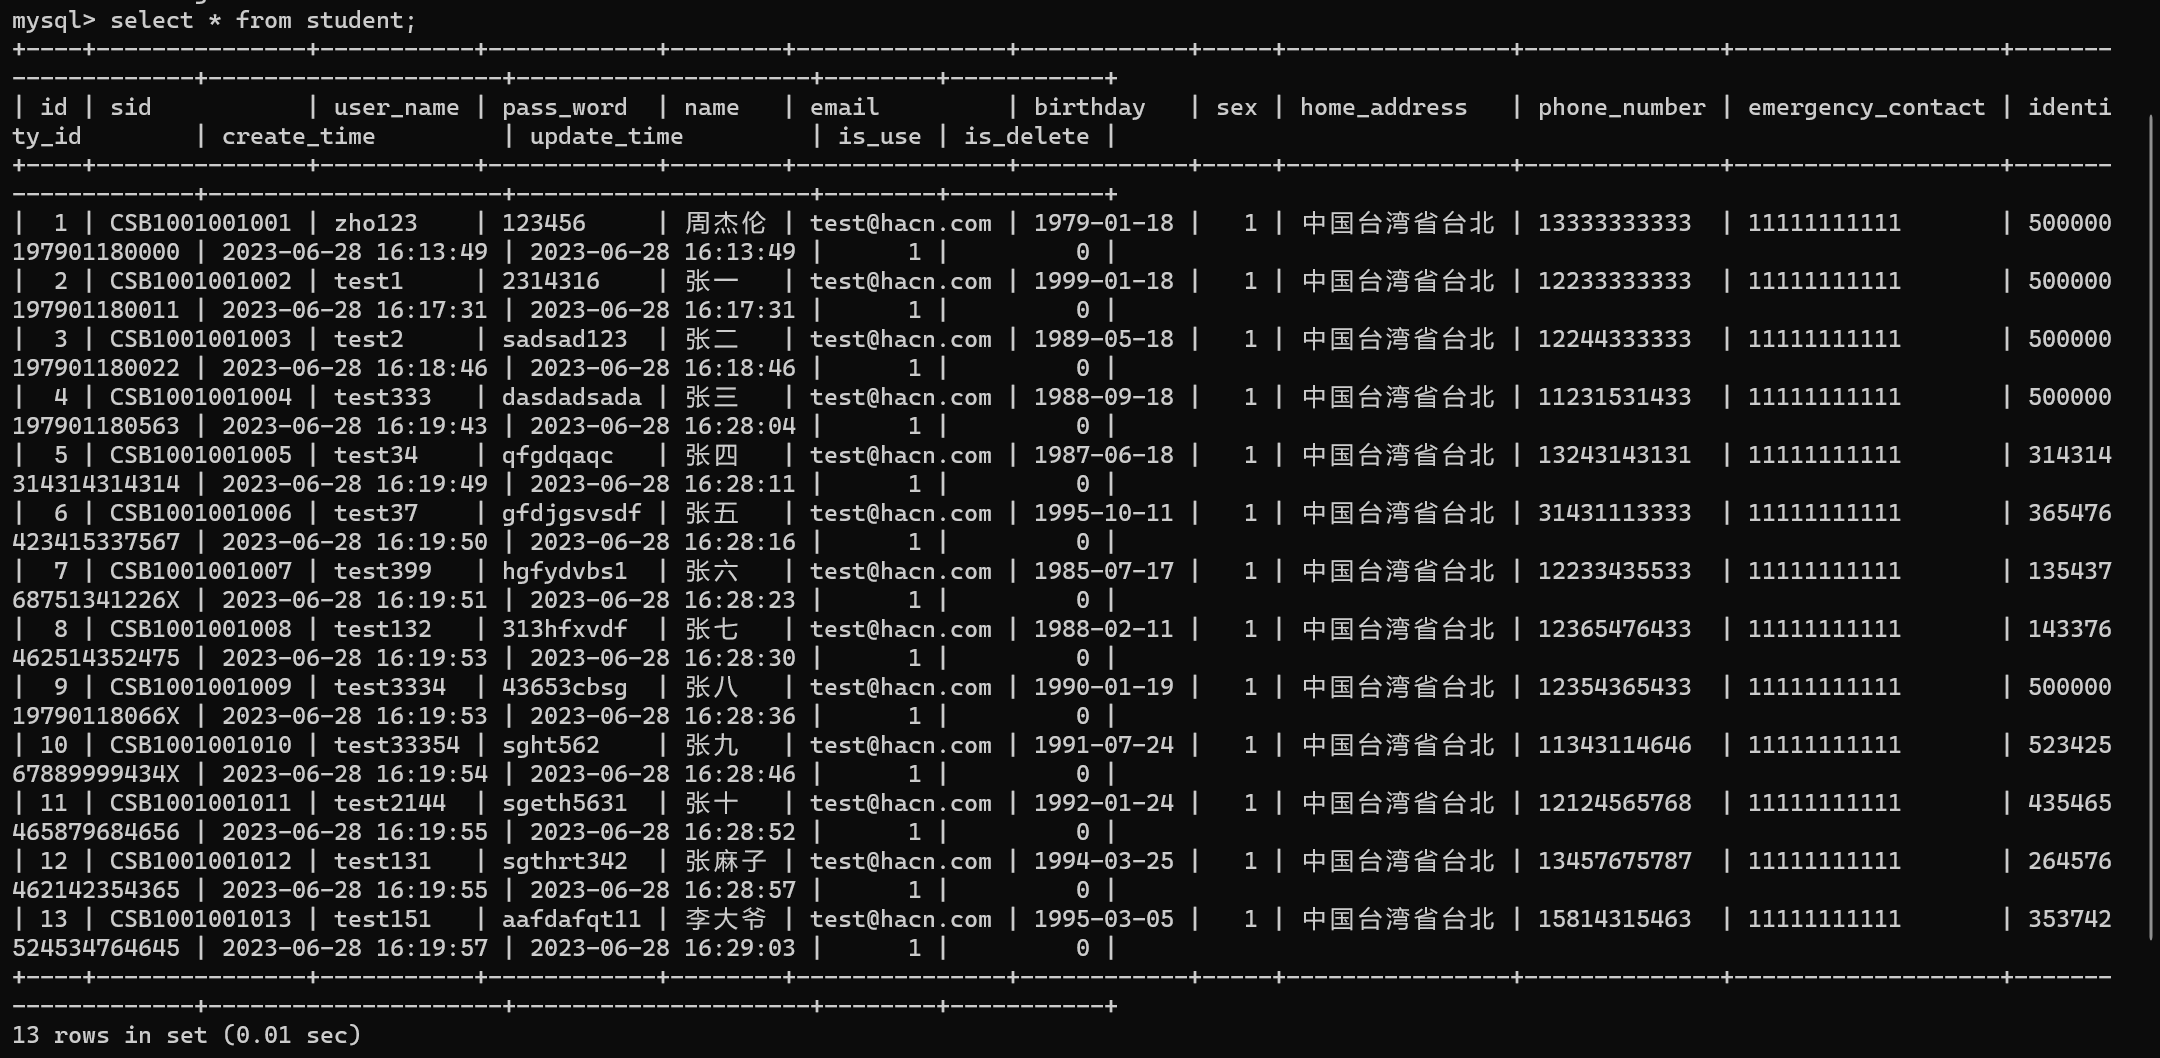 mysql> select * from student;
+----+---------------+-----------+------------+--------+---------------+------------+-----+----------------+--------------+-------------------+-------
-------------+---------------------+---------------------+--------+-----------+
| id | sid           | user_name | pass_word  | name   | email         | birthday   | sex | home_address   | phone_number | emergency_contact | identi
ty_id        | create_time         | update_time         | is_use | is_delete |
+----+---------------+-----------+------------+--------+---------------+------------+-----+----------------+--------------+-------------------+-------
-------------+---------------------+---------------------+--------+-----------+
|  1 | CSB1001001001 | zho123    | 123456     | 周杰伦 | test@hacn.com | 1979-01-18 |   1 | 中国台湾省台北 | 13333333333  | 11111111111       | 500000
197901180000 | 2023-06-28 16:13:49 | 2023-06-28 16:13:49 |      1 |         0 |
|  2 | CSB1001001002 | test1     | 2314316    | 张一   | test@hacn.com | 1999-01-18 |   1 | 中国台湾省台北 | 12233333333  | 11111111111       | 500000
197901180011 | 2023-06-28 16:17:31 | 2023-06-28 16:17:31 |      1 |         0 |
|  3 | CSB1001001003 | test2     | sadsad123  | 张二   | test@hacn.com | 1989-05-18 |   1 | 中国台湾省台北 | 12244333333  | 11111111111       | 500000
197901180022 | 2023-06-28 16:18:46 | 2023-06-28 16:18:46 |      1 |         0 |
|  4 | CSB1001001004 | test333   | dasdadsada | 张三   | test@hacn.com | 1988-09-18 |   1 | 中国台湾省台北 | 11231531433  | 11111111111       | 500000
197901180563 | 2023-06-28 16:19:43 | 2023-06-28 16:28:04 |      1 |         0 |
|  5 | CSB1001001005 | test34    | qfgdqaqc   | 张四   | test@hacn.com | 1987-06-18 |   1 | 中国台湾省台北 | 13243143131  | 11111111111       | 314314
314314314314 | 2023-06-28 16:19:49 | 2023-06-28 16:28:11 |      1 |         0 |
|  6 | CSB1001001006 | test37    | gfdjgsvsdf | 张五   | test@hacn.com | 1995-10-11 |   1 | 中国台湾省台北 | 31431113333  | 11111111111       | 365476
423415337567 | 2023-06-28 16:19:50 | 2023-06-28 16:28:16 |      1 |         0 |
|  7 | CSB1001001007 | test399   | hgfydvbs1  | 张六   | test@hacn.com | 1985-07-17 |   1 | 中国台湾省台北 | 12233435533  | 11111111111       | 135437
68751341226X | 2023-06-28 16:19:51 | 2023-06-28 16:28:23 |      1 |         0 |
|  8 | CSB1001001008 | test132   | 313hfxvdf  | 张七   | test@hacn.com | 1988-02-11 |   1 | 中国台湾省台北 | 12365476433  | 11111111111       | 143376
462514352475 | 2023-06-28 16:19:53 | 2023-06-28 16:28:30 |      1 |         0 |
|  9 | CSB1001001009 | test3334  | 43653cbsg  | 张八   | test@hacn.com | 1990-01-19 |   1 | 中国台湾省台北 | 12354365433  | 11111111111       | 500000
19790118066X | 2023-06-28 16:19:53 | 2023-06-28 16:28:36 |      1 |         0 |
| 10 | CSB1001001010 | test33354 | sght562    | 张九   | test@hacn.com | 1991-07-24 |   1 | 中国台湾省台北 | 11343114646  | 11111111111       | 523425
67889999434X | 2023-06-28 16:19:54 | 2023-06-28 16:28:46 |      1 |         0 |
| 11 | CSB1001001011 | test2144  | sgeth5631  | 张十   | test@hacn.com | 1992-01-24 |   1 | 中国台湾省台北 | 12124565768  | 11111111111       | 435465
465879684656 | 2023-06-28 16:19:55 | 2023-06-28 16:28:52 |      1 |         0 |
| 12 | CSB1001001012 | test131   | sgthrt342  | 张麻子 | test@hacn.com | 1994-03-25 |   1 | 中国台湾省台北 | 13457675787  | 11111111111       | 264576
462142354365 | 2023-06-28 16:19:55 | 2023-06-28 16:28:57 |      1 |         0 |
| 13 | CSB1001001013 | test151   | aafdafqt11 | 李大爷 | test@hacn.com | 1995-03-05 |   1 | 中国台湾省台北 | 15814315463  | 11111111111       | 353742
524534764645 | 2023-06-28 16:19:57 | 2023-06-28 16:29:03 |      1 |         0 |
+----+---------------+-----------+------------+--------+---------------+------------+-----+----------------+--------------+-------------------+-------
-------------+---------------------+---------------------+--------+-----------+
13 rows in set (0.01 sec)